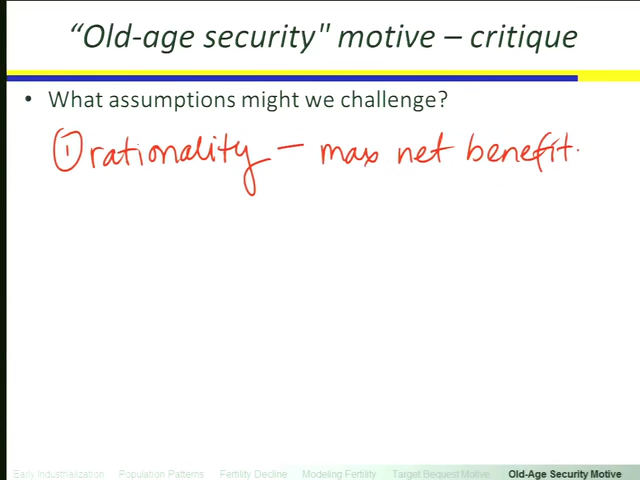 “Old-age security" motive – critique
• What assumptions might we challenge?
① rationality – max net benefit.
Early Industrialization Population Patterns Fertility Decline Modeling Fertility Target Bequest Motive Old-Age Security Motive